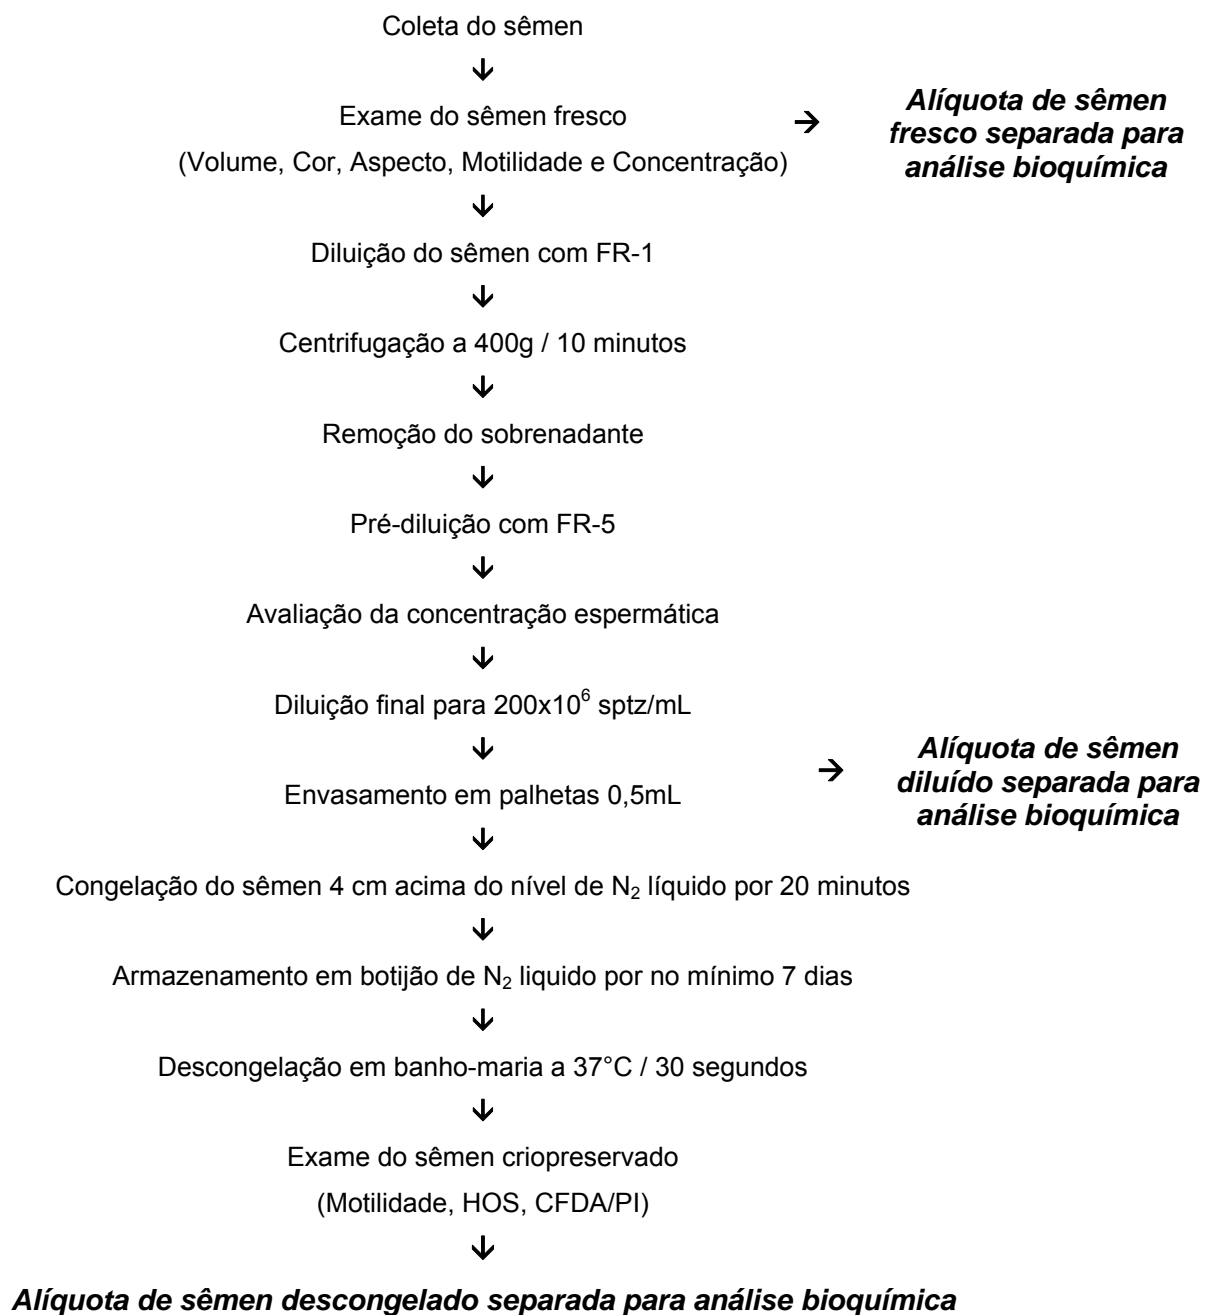 Coleta do sêmen
↓
Exame do sêmen fresco
(Volume, Cor, Aspecto, Motilidade e Concentração)
→
Alíquota de sêmen
fresco separada para
análise bioquímica
↓
Diluição do sêmen com FR-1
↓
Centrifugação a 400g / 10 minutos
↓
Remoção do sobrenadante
↓
Pré-diluição com FR-5
↓
Avaliação da concentração espermática
↓
Diluição final para 200x10⁶ sptz/mL
↓
→
Alíquota de sêmen
diluído separada para
análise bioquímica
Envasamento em palhetas 0,5mL
↓
Congelação do sêmen 4 cm acima do nível de N₂ líquido por 20 minutos
↓
Armazenamento em botijão de N₂ liquido por no mínimo 7 dias
↓
Descongelação em banho-maria a 37°C / 30 segundos
↓
Exame do sêmen criopreservado
(Motilidade, HOS, CFDA/PI)
↓
Alíquota de sêmen descongelado separada para análise bioquímica